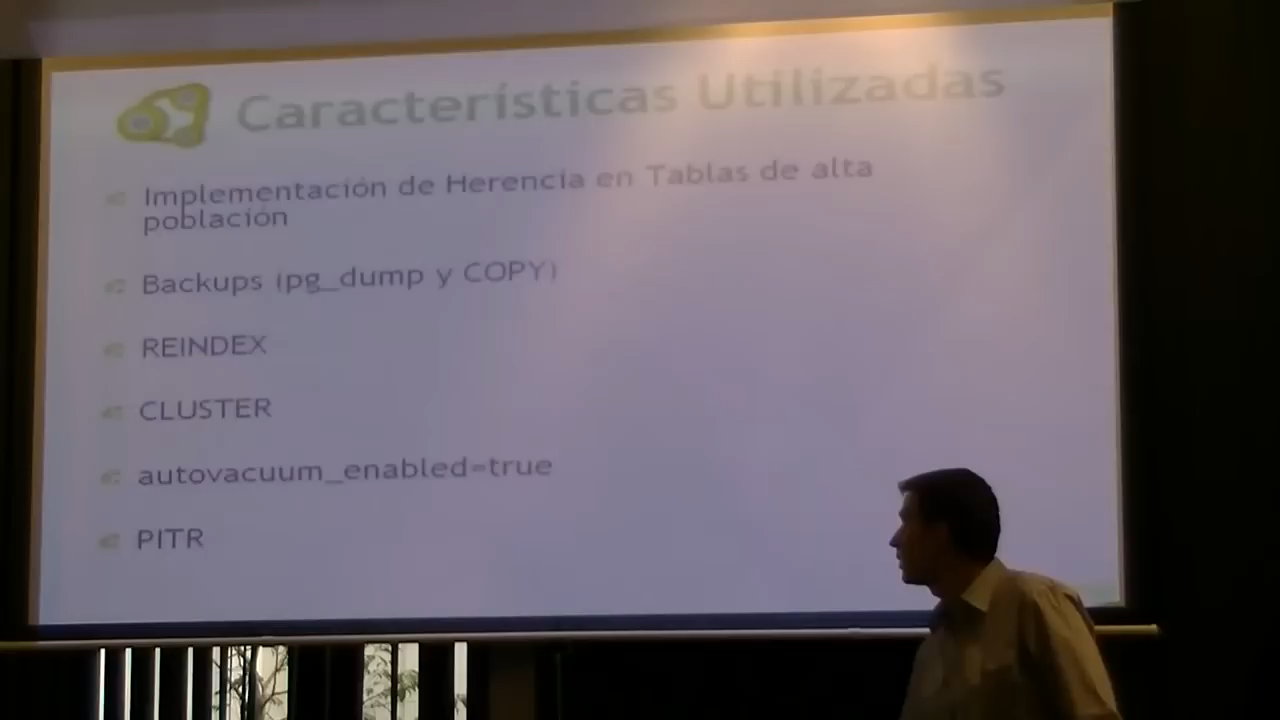 Características Utilizadas
Implementación de Herencia en Tablas de alta
población
Backups (pg_dump y COPY)
REINDEX
CLUSTER
autovacuum_enabled=true
PITR